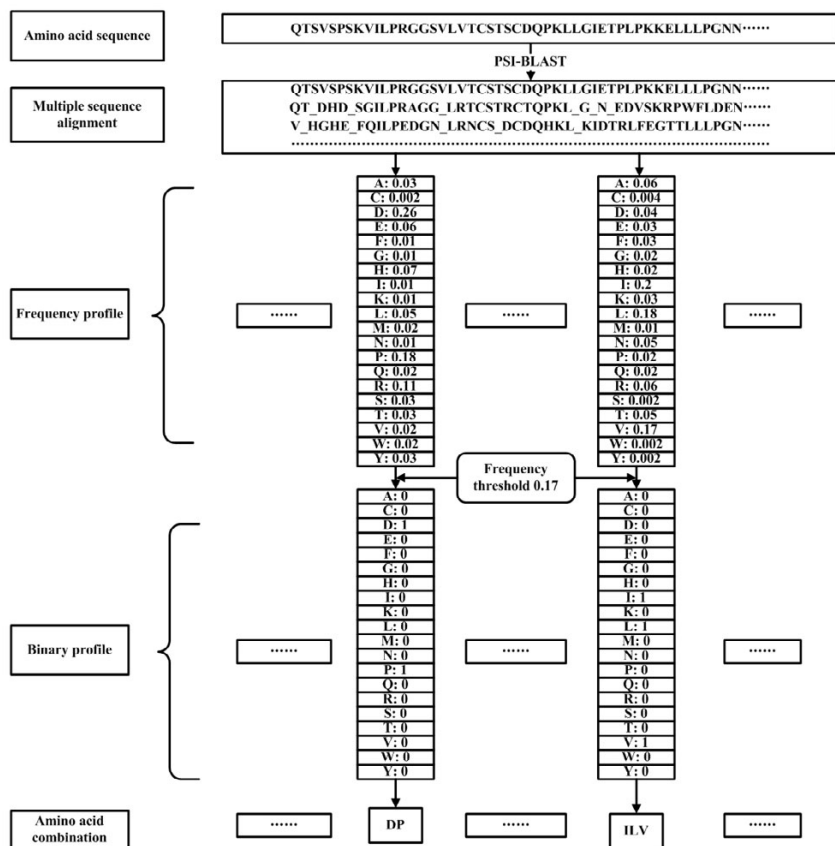 Amino acid sequence
QTSVSPSKVILPRGGSVLVTCSTSCDQPKLLGIETPLPKKELLLPGNN······
PSI-BLAST
Multiple sequence
alignment
QTSVSPSKVILPRGGSVLVTCSTSCDQPKLLGIETPLPKKELLLPGNN······
QT_DHD_SGILPRAGG_LRTCSTRCTQPKL_G_N_EDVSKRPWFLDEN······
V_HGHE_FQILPEDGN_LRNCS_DCDQHKL_KIDTRLFEGTTLLLPGN······
Frequency profile
······
A: 0.03
C: 0.002
D: 0.26
E: 0.06
F: 0.01
G: 0.01
H: 0.07
I: 0.01
K: 0.01
L: 0.05
M: 0.02
N: 0.01
P: 0.18
Q: 0.02
R: 0.11
S: 0.03
T: 0.03
V: 0.02
W: 0.02
Y: 0.03
······
A: 0.06
C: 0.004
D: 0.04
E: 0.03
F: 0.03
G: 0.02
H: 0.02
I: 0.2
K: 0.03
L: 0.18
M: 0.01
N: 0.05
P: 0.02
Q: 0.02
R: 0.06
S: 0.002
T: 0.05
V: 0.17
W: 0.002
Y: 0.002
······
Frequency
threshold 0.17
Binary profile
······
A: 0
C: 0
D: 1
E: 0
F: 0
G: 0
H: 0
I: 0
K: 0
L: 0
M: 0
N: 0
P: 1
Q: 0
R: 0
S: 0
T: 0
V: 0
W: 0
Y: 0
······
A: 0
C: 0
D: 0
E: 0
F: 0
G: 0
H: 0
I: 1
K: 0
L: 1
M: 0
N: 0
P: 0
Q: 0
R: 0
S: 0
T: 0
V: 1
W: 0
Y: 0
······
Amino acid
combination
······
DP
······
ILV
······